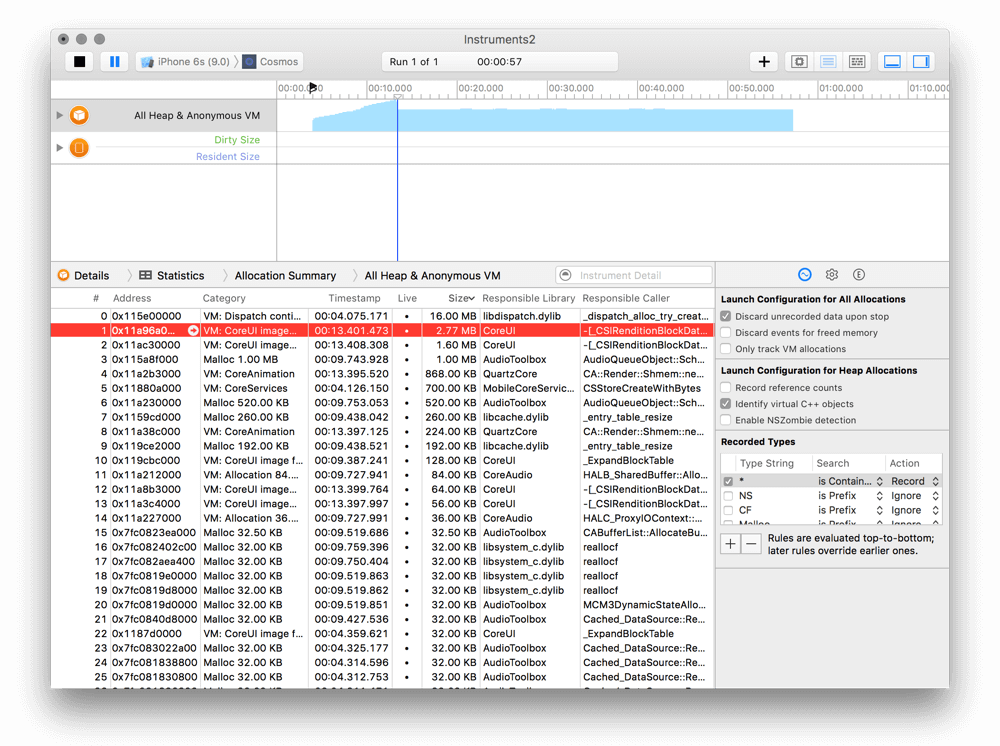 Instruments2
iPhone 6s (9.0) Cosmos Run 1 of 1 00:00:57
00:00.000 00:10.000 00:20.000 00:30.000 00:40.000 00:50.000 01:00.000 01:10.000
All Heap & Anonymous VM
Dirty Size
Resident Size
Details Statistics Allocation Summary All Heap & Anonymous VM Instrument Detail
# Address Category Timestamp Live Size Responsible Library Responsible Caller
0 0x115e00000 VM: Dispatch conti... 00:04.075.171 • 16.00 MB libdispatch.dylib _dispatch_alloc_try_creat...
1 0x11a96a0... VM: CoreUI image... 00:13.401.473 • 2.77 MB CoreUI -[_CSIRenditionBlockDat...
2 0x11ac30000 VM: CoreUI image... 00:13.408.308 • 1.60 MB CoreUI -[_CSIRenditionBlockDat...
3 0x115a8f000 Malloc 1.00 MB 00:09.743.928 • 1.00 MB AudioToolbox AudioQueueObject::Sch...
4 0x11a2b3000 VM: CoreAnimation 00:13.395.520 • 868.00 KB QuartzCore CA::Render::Shmem::ne...
5 0x11880a000 VM: CoreServices 00:04.126.150 • 700.00 KB MobileCoreServic... CSStoreCreateWithBytes
6 0x11a230000 Malloc 520.00 KB 00:09.753.053 • 520.00 KB AudioToolbox AudioQueueObject::Sch...
7 0x1159cd000 Malloc 260.00 KB 00:09.438.042 • 260.00 KB libcache.dylib _entry_table_resize
8 0x11a38c000 VM: CoreAnimation 00:13.397.125 • 224.00 KB QuartzCore CA::Render::Shmem::ne...
9 0x119ce2000 Malloc 192.00 KB 00:09.438.521 • 192.00 KB libcache.dylib _entry_table_resize
10 0x119cbc000 VM: CoreUI image f... 00:09.387.241 • 128.00 KB CoreUI _ExpandBlockTable
11 0x11a212000 VM: Allocation 84.... 00:09.727.941 • 84.00 KB CoreAudio HALB_SharedBuffer::Allo...
12 0x11a8b3000 VM: CoreUI image... 00:13.399.764 • 64.00 KB CoreUI -[_CSIRenditionBlockDat...
13 0x11a3c4000 VM: CoreUI image... 00:13.397.997 • 56.00 KB CoreUI -[_CSIRenditionBlockDat...
14 0x11a227000 VM: Allocation 36.... 00:09.727.991 • 36.00 KB CoreAudio HALC_ProxyIOContext::...
15 0x7fc0823ea000 Malloc 32.50 KB 00:09.519.686 • 32.50 KB AudioToolbox CABufferList::AllocateBu...
16 0x7fc082402c00 Malloc 32.00 KB 00:09.759.396 • 32.00 KB libsystem_c.dylib reallocf
17 0x7fc082aea400 Malloc 32.00 KB 00:09.750.404 • 32.00 KB libsystem_c.dylib reallocf
18 0x7fc0819e0000 Malloc 32.00 KB 00:09.519.863 • 32.00 KB libsystem_c.dylib reallocf
19 0x7fc0819d8000 Malloc 32.00 KB 00:09.519.862 • 32.00 KB libsystem_c.dylib reallocf
20 0x7fc0819d0000 Malloc 32.00 KB 00:09.519.851 • 32.00 KB AudioToolbox MCM3DynamicStateAllo...
21 0x7fc0840d8000 Malloc 32.00 KB 00:09.427.536 • 32.00 KB AudioToolbox Cached_DataSource::Re...
22 0x1187d0000 VM: CoreUI image f... 00:04.359.621 • 32.00 KB CoreUI _ExpandBlockTable
23 0x7fc083022a00 Malloc 32.00 KB 00:04.325.177 • 32.00 KB AudioToolbox Cached_DataSource::Re...
24 0x7fc081838800 Malloc 32.00 KB 00:04.314.596 • 32.00 KB AudioToolbox Cached_DataSource::Re...
25 0x7fc081830800 Malloc 32.00 KB 00:04.312.753 • 32.00 KB AudioToolbox Cached_DataSource::Re...
Launch Configuration for All Allocations
Discard unrecorded data upon stop
Discard events for freed memory
Only track VM allocations
Launch Configuration for Heap Allocations
Record reference counts
Identify virtual C++ objects
Enable NSZombie detection
Recorded Types
Type String Search Action
* is Contain... Record
NS is Prefix Ignore
CF is Prefix Ignore
Malloc is Prefix Ignore
Rules are evaluated top-to-bottom;
later rules override earlier ones.